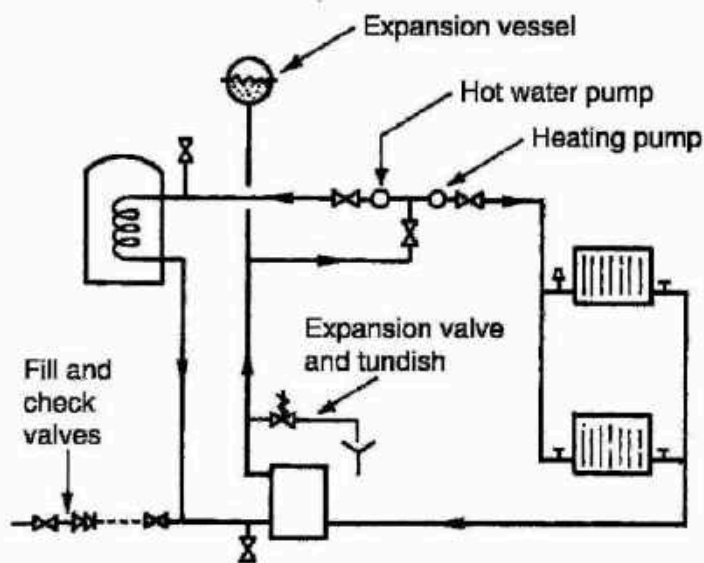 Expansion vessel
Hot water pump
Heating pump
Expansion valve
and tundish
Fill and
check
valves